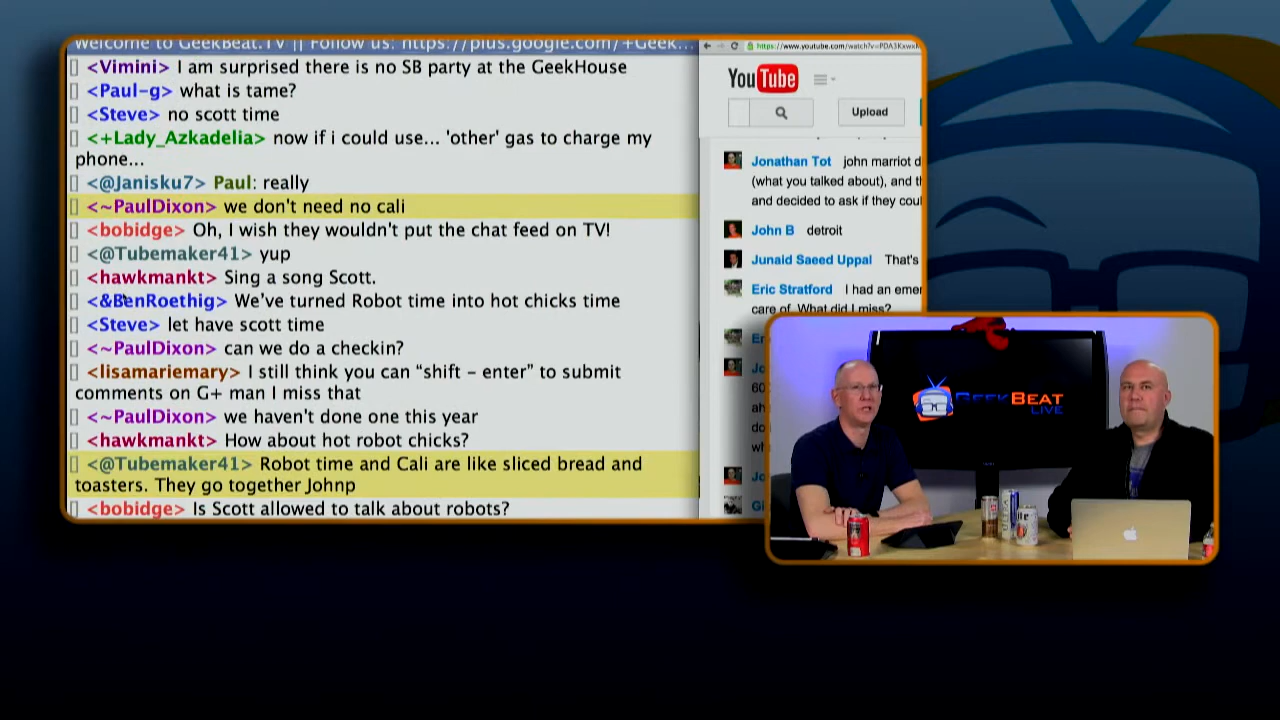 Welcome to GeekBeat.TV || Follow us: https://plus.google.com/+Geek...
<Vimini> I am surprised there is no SB party at the GeekHouse
<Paul-g> what is tame?
<Steve> no scott time
<+Lady_Azkadelia> now if i could use... 'other' gas to charge my
phone...
<@Janisku7> Paul: really
<~PaulDixon> we don't need no cali
<bobidge> Oh, I wish they wouldn't put the chat feed on TV!
<@Tubemaker41> yup
<hawkmankt> Sing a song Scott.
<&BenRoethig> We've turned Robot time into hot chicks time
<Steve> let have scott time
<~PaulDixon> can we do a checkin?
<lisamariemary> I still think you can “shift – enter” to submit
comments on G+ man I miss that
<~PaulDixon> we haven't done one this year
<hawkmankt> How about hot robot chicks?
<@Tubemaker41> Robot time and Cali are like sliced bread and
toasters. They go together Johnp
<bobidge> Is Scott allowed to talk about robots?
https://www.youtube.com/watch?v=PDA3Kxwx
YouTube
Upload
Jonathan Tot john marriot d
(what you talked about), and th
and decided to ask if they coul
John B detroit
Junaid Saeed Uppal That's
Eric Stratford I had an emer
care of. What did I miss?
GEEKBEAT
LIVE